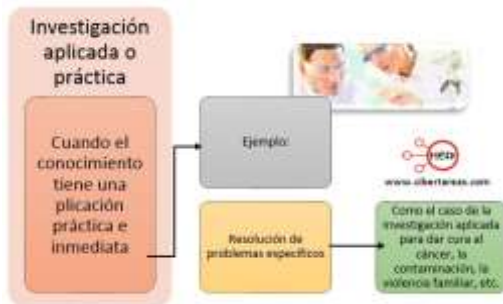 Investigación
aplicada o
práctica
Cuando el
conocimiento
tiene una
plicación
práctica e
inmediata
Ejemplo:
Resolución de
problemas específicos
Como el caso de la
investigación aplicada
para dar cura al
cáncer, la
contaminación, la
violencia familiar, etc.
www.cibertareas.com